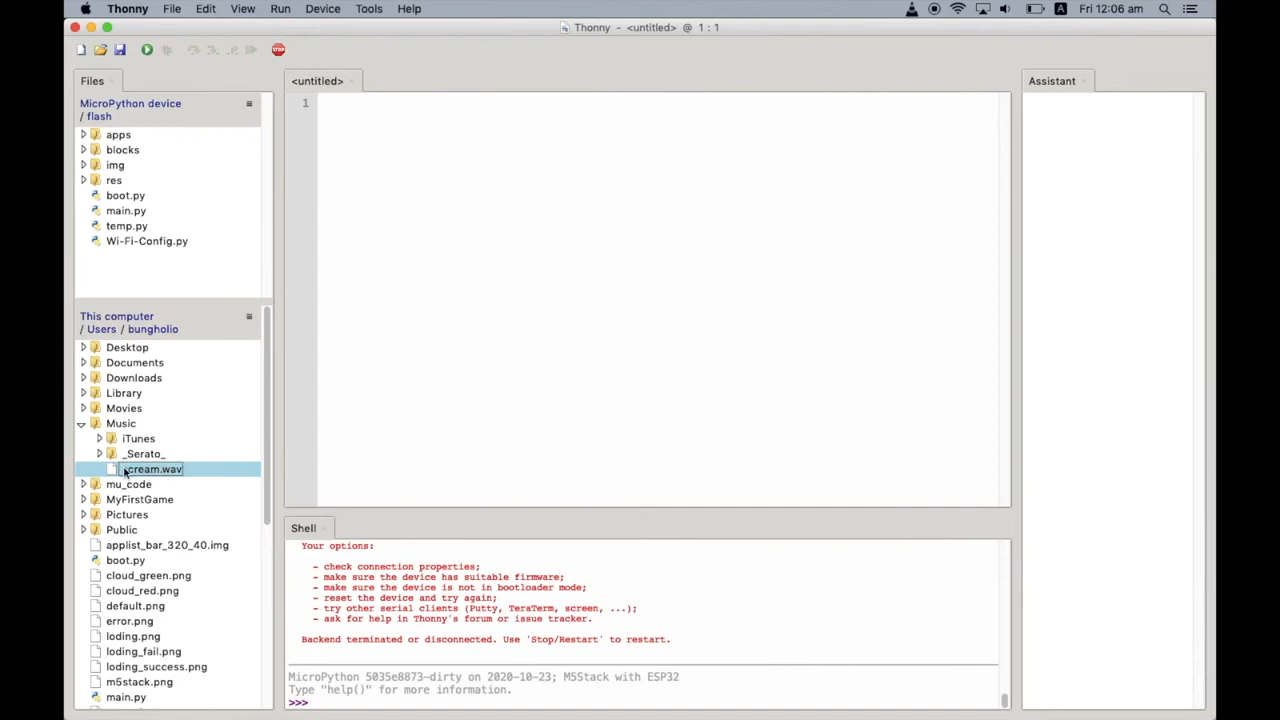 Thonny File Edit View Run Device Tools Help A Fri 12:06 am
Thonny - <untitled> @ 1 : 1
STOP
Files
<untitled>
Assistant
MicroPython device
/ flash
1
apps
blocks
img
res
boot.py
main.py
temp.py
Wi-Fi-Config.py
This computer
/ Users / bungholio
Desktop
Documents
Downloads
Library
Movies
Music
iTunes
_Serato_
mu_code
MyFirstGame
Pictures
Public
applist_bar_320_40.img
boot.py
cloud_green.png
cloud_red.png
default.png
error.png
loding.png
loding_fail.png
loding_success.png
m5stack.png
main.py
Shell
Your options:
- check connection properties;
- make sure the device has suitable firmware;
- make sure the device is not in bootloader mode;
- reset the device and try again;
- try other serial clients (Putty, TeraTerm, screen, ...);
- ask for help in Thonny's forum or issue tracker.
Backend terminated or disconnected. Use 'Stop/Restart' to restart.
MicroPython 5035e8873-dirty on 2020-10-23; M5Stack with ESP32
Type "help()" for more information.
>>>